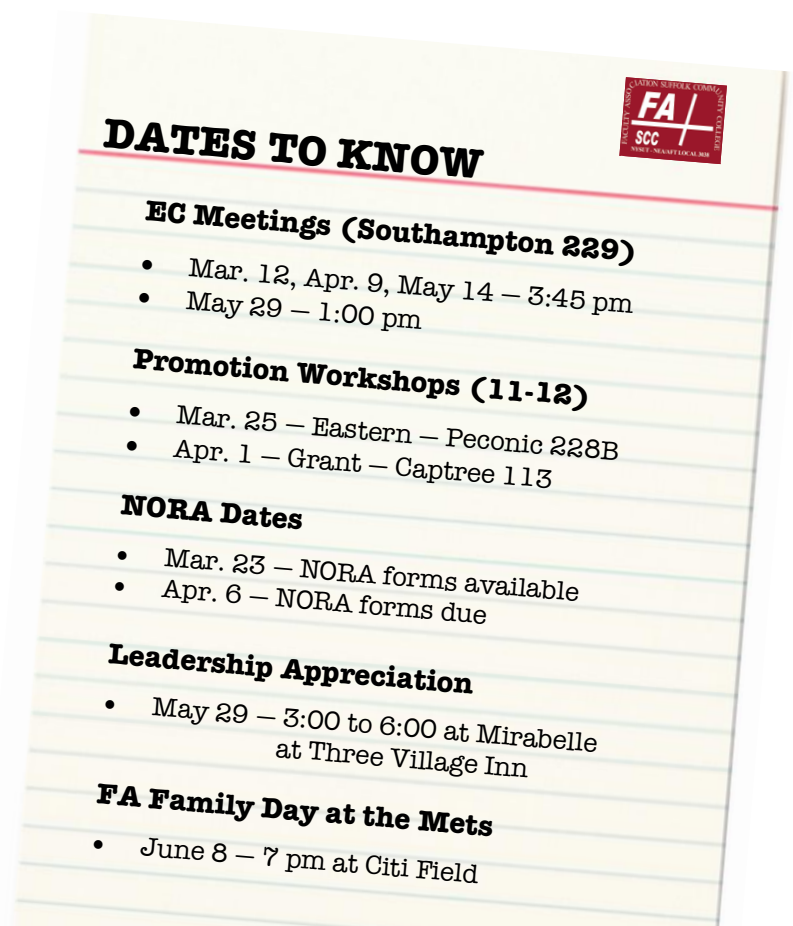 FACULTY ASSOCIATION SUFFOLK COMMUNITY COLLEGE
FA
SCC
NYSUT - NEA/AFT LOCAL 3038
DATES TO KNOW
EC Meetings (Southampton 229)
• Mar. 12, Apr. 9, May 14 – 3:45 pm
• May 29 – 1:00 pm
Promotion Workshops (11-12)
• Mar. 25 – Eastern – Peconic 228B
• Apr. 1 – Grant – Captree 113
NORA Dates
• Mar. 23 – NORA forms available
• Apr. 6 – NORA forms due
Leadership Appreciation
• May 29 – 3:00 to 6:00 at Mirabelle
at Three Village Inn
FA Family Day at the Mets
• June 8 – 7 pm at Citi Field